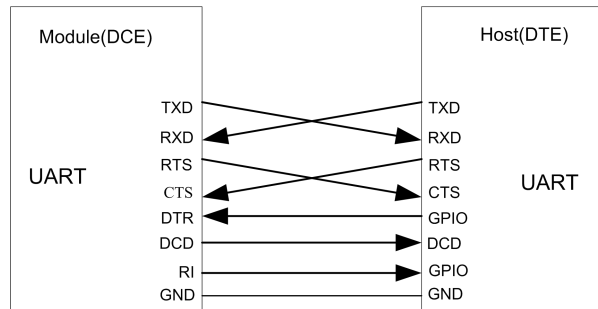 Module(DCE) Host(DTE)
TXD TXD
RXD RXD
RTS RTS
UART UART
CTS CTS
DTR GPIO
DCD DCD
RI GPIO
GND GND